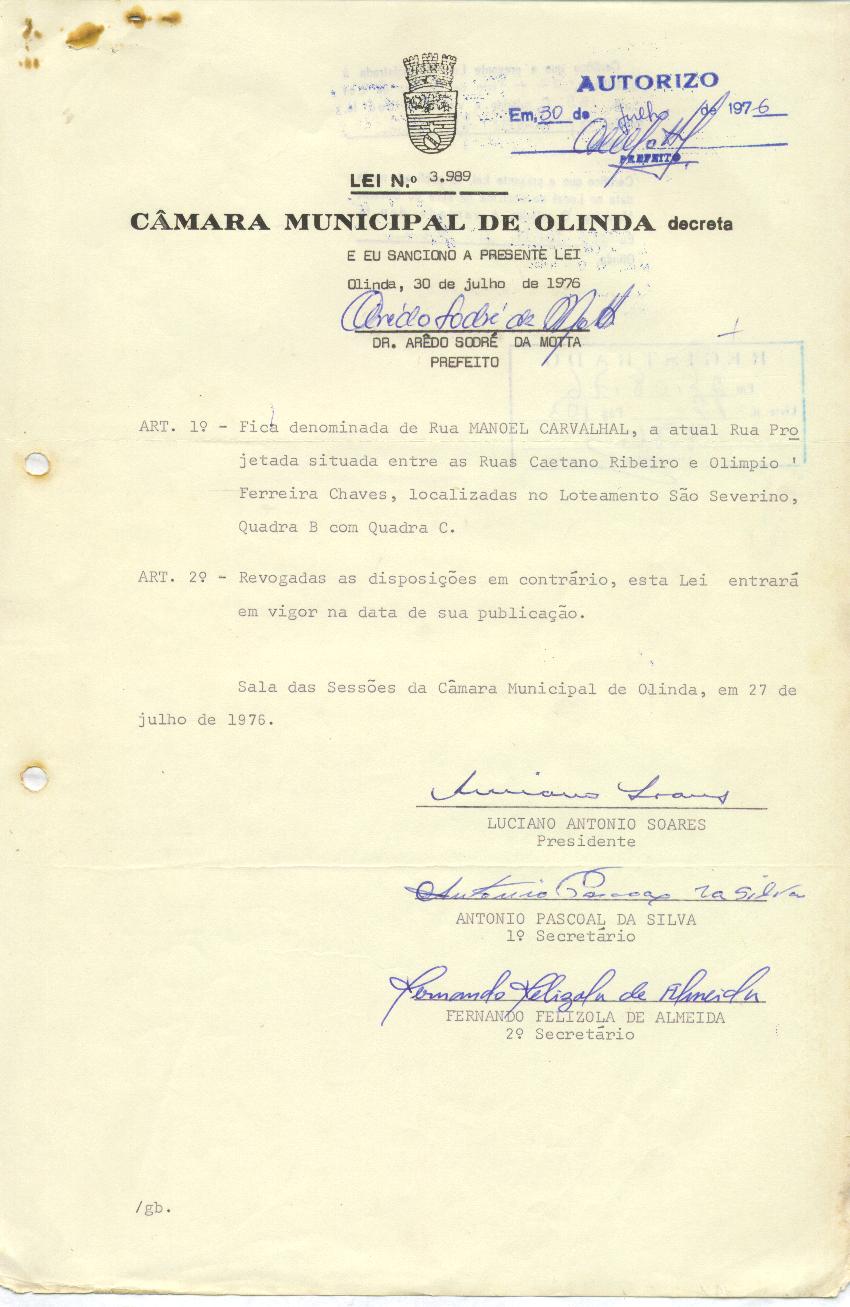 AUTORIZO
Em, 30 de julho de 1976
PREFEITO
LEI N.º 3.989
CÂMARA MUNICIPAL DE OLINDA decreta
E EU SANCIONO A PRESENTE LEI
Olinda, 30 de julho de 1976
Arêdo Sodré da Motta
DR. ARÊDO SODRÉ DA MOTTA
PREFEITO
ART. 1º - Fica denominada de Rua MANOEL CARVALHAL, a atual Rua Pro
jetada situada entre as Ruas Caetano Ribeiro e Olimpio '
Ferreira Chaves, localizadas no Loteamento São Severino,
Quadra B com Quadra C.
ART. 2º - Revogadas as disposições em contrário, esta Lei entrará
em vigor na data de sua publicação.
Sala das Sessões da Câmara Municipal de Olinda, em 27 de
julho de 1976.
Luciano Soares
LUCIANO ANTONIO SOARES
Presidente
Antonio Pascoal da Silva
ANTONIO PASCOAL DA SILVA
1º Secretário
Fernando Felizola de Almeida
FERNANDO FELIZOLA DE ALMEIDA
2º Secretário
/gb.